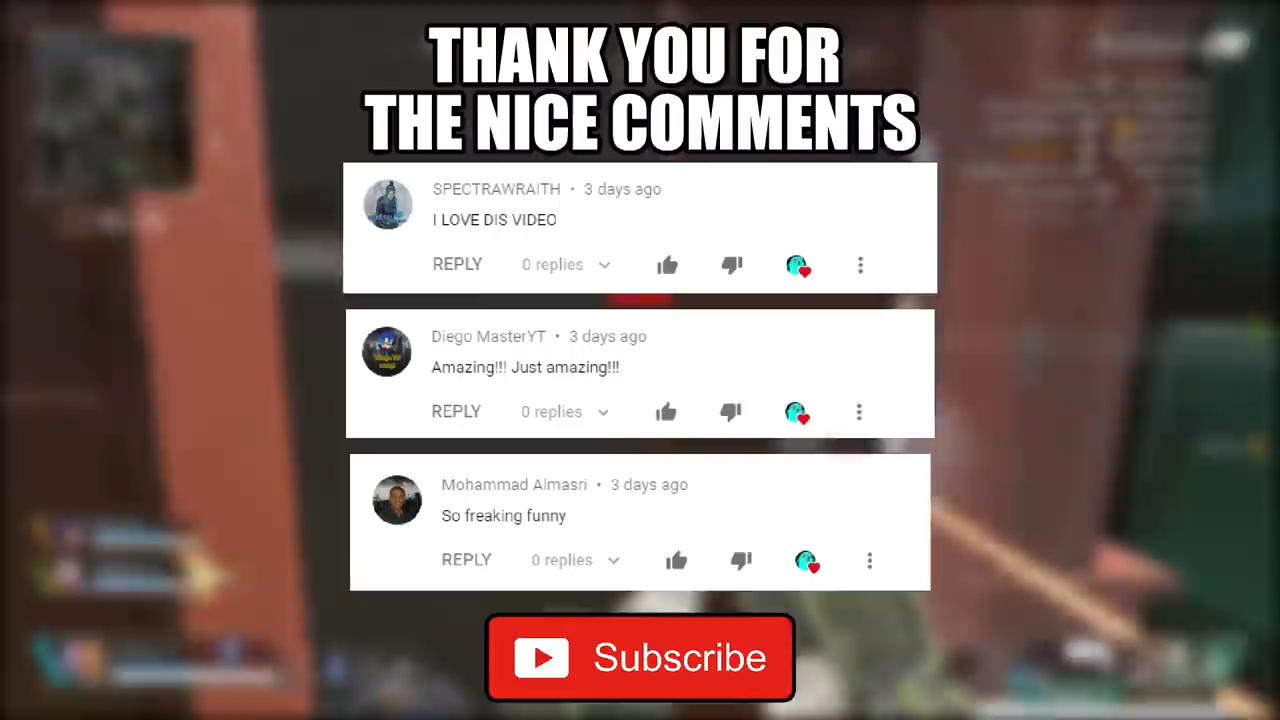 THANK YOU FOR
THE NICE COMMENTS
SPECTRAWRAITH • 3 days ago
I LOVE DIS VIDEO
REPLY 0 replies
Diego MasterYT • 3 days ago
Amazing!!! Just amazing!!!
REPLY 0 replies
Mohammad Almasri • 3 days ago
So freaking funny
REPLY 0 replies
Subscribe